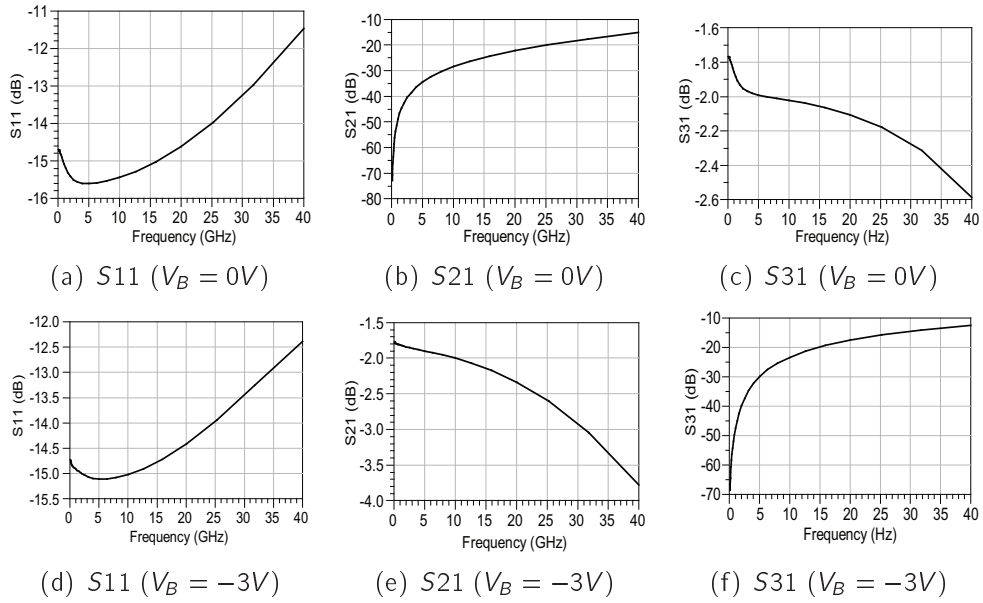 -11
-12
-13
-14
-15
-16
S11 (dB)
0 5 10 15 20 25 30 35 40
Frequency (GHz)
(a) S11 (V_B = 0V)
-10
-20
-30
-40
-50
-60
-70
-80
S21 (dB)
0 5 10 15 20 25 30 35 40
Frequency (GHz)
(b) S21 (V_B = 0V)
-1.6
-1.8
-2.0
-2.2
-2.4
-2.6
S31 (dB)
0 5 10 15 20 25 30 35 40
Frequency (Hz)
(c) S31 (V_B = 0V)
-12.0
-12.5
-13.0
-13.5
-14.0
-14.5
-15.0
-15.5
S11 (dB)
0 5 10 15 20 25 30 35 40
Frequency (GHz)
(d) S11 (V_B = −3V)
-1.5
-2.0
-2.5
-3.0
-3.5
-4.0
S21 (dB)
0 5 10 15 20 25 30 35 40
Frequency (GHz)
(e) S21 (V_B = −3V)
-10
-20
-30
-40
-50
-60
-70
S31 (dB)
0 5 10 15 20 25 30 35 40
Frequency (Hz)
(f) S31 (V_B = −3V)